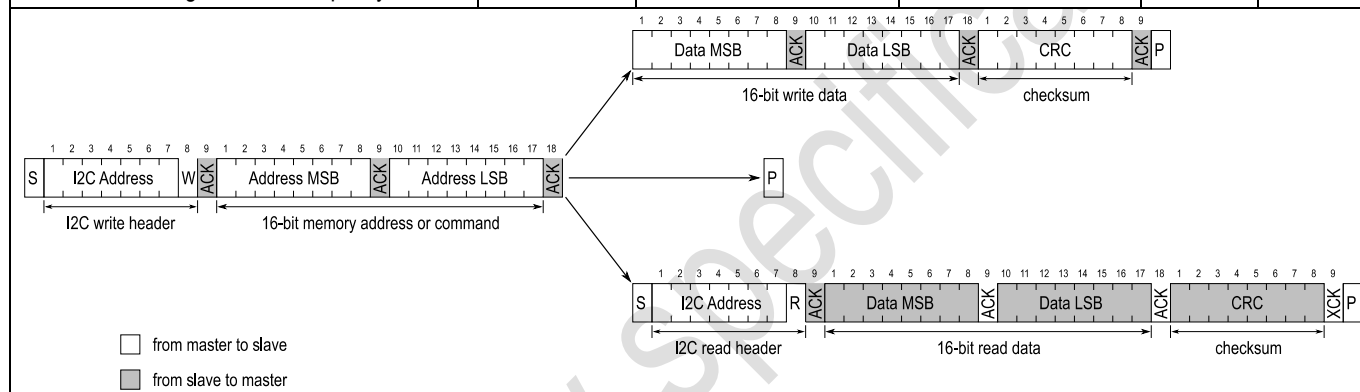 1 2 3 4 5 6 7 8 9 10 11 12 13 14 15 16 17 18 1 2 3 4 5 6 7 8 9
Data MSB ACK Data LSB ACK CRC ACK P
16-bit write data checksum
1 2 3 4 5 6 7 8 9 1 2 3 4 5 6 7 8 9 10 11 12 13 14 15 16 17 18
S I2C Address W ACK Address MSB ACK Address LSB ACK P
I2C write header 16-bit memory address or command
1 2 3 4 5 6 7 8 9 1 2 3 4 5 6 7 8 9 10 11 12 13 14 15 16 17 18 1 2 3 4 5 6 7 8 9
S I2C Address R ACK Data MSB ACK Data LSB ACK CRC XCK P
I2C read header 16-bit read data checksum
from master to slave
from slave to master